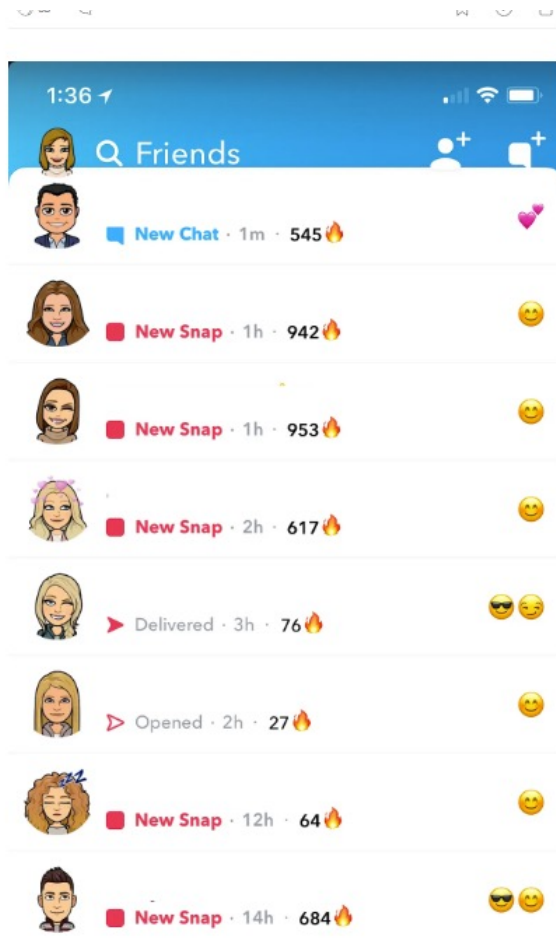 1:36
Friends
New Chat · 1m · 545🔥
New Snap · 1h · 942🔥
New Snap · 1h · 953🔥
New Snap · 2h · 617🔥
Delivered · 3h · 76🔥
Opened · 2h · 27🔥
New Snap · 12h · 64🔥
New Snap · 14h · 684🔥